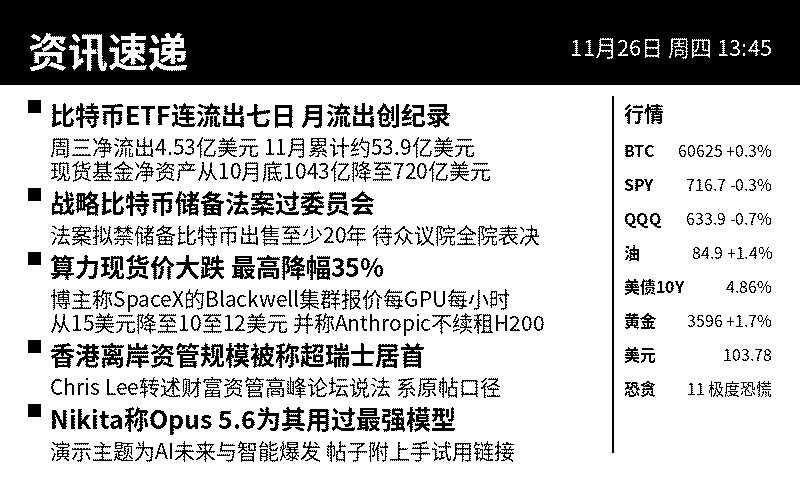 资讯速递
11月26日 周四 13:45
比特币ETF连流出七日 月流出创纪录
周三净流出4.53亿美元 11月累计约53.9亿美元
现货基金净资产从10月底1043亿降至720亿美元
战略比特币储备法案过委员会
法案拟禁储备比特币出售至少20年 待众议院全院表决
算力现货价大跌 最高降幅35%
博主称SpaceX的Blackwell集群报价每GPU每小时
从15美元降至10至12美元 并称Anthropic不续租H200
香港离岸资管规模被称超瑞士居首
Chris Lee转述财富资管高峰论坛说法 系原帖口径
Nikita称Opus 5.6为其用过最强模型
演示主题为AI未来与智能爆发 帖子附上手试用链接
行情
BTC 60625 +0.3%
SPY 716.7 -0.3%
QQQ 633.9 -0.7%
油 84.9 +1.4%
美债10Y 4.86%
黄金 3596 +1.7%
美元 103.78
恐贪 11 极度恐慌